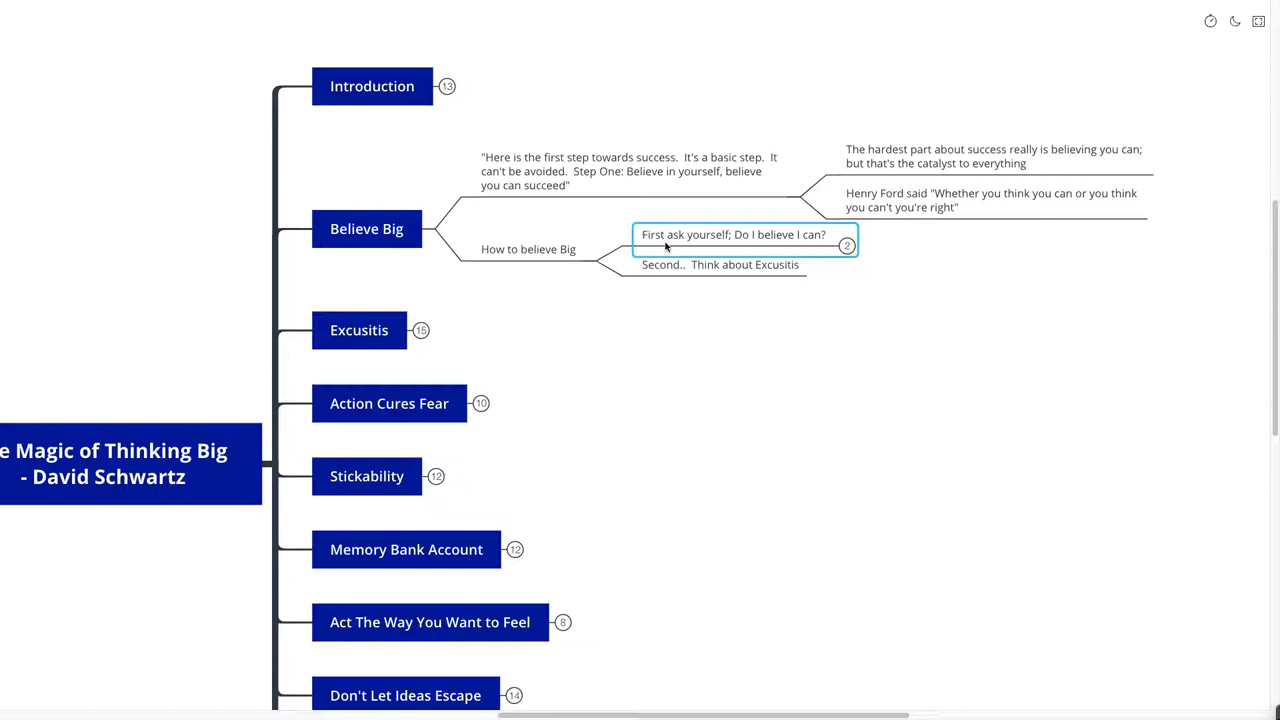 Introduction
13
"Here is the first step towards success.  It's a basic step.  It
can't be avoided.  Step One: Believe in yourself, believe
you can succeed"
The hardest part about success really is believing you can;
but that's the catalyst to everything
Henry Ford said "Whether you think you can or you think
you can't you're right"
Believe Big
How to believe Big
First ask yourself; Do I believe I can?
2
Second..  Think about Excusitis
Excusitis
15
Action Cures Fear
10
e Magic of Thinking Big
- David Schwartz
Stickability
12
Memory Bank Account
12
Act The Way You Want to Feel
8
Don't Let Ideas Escape
14